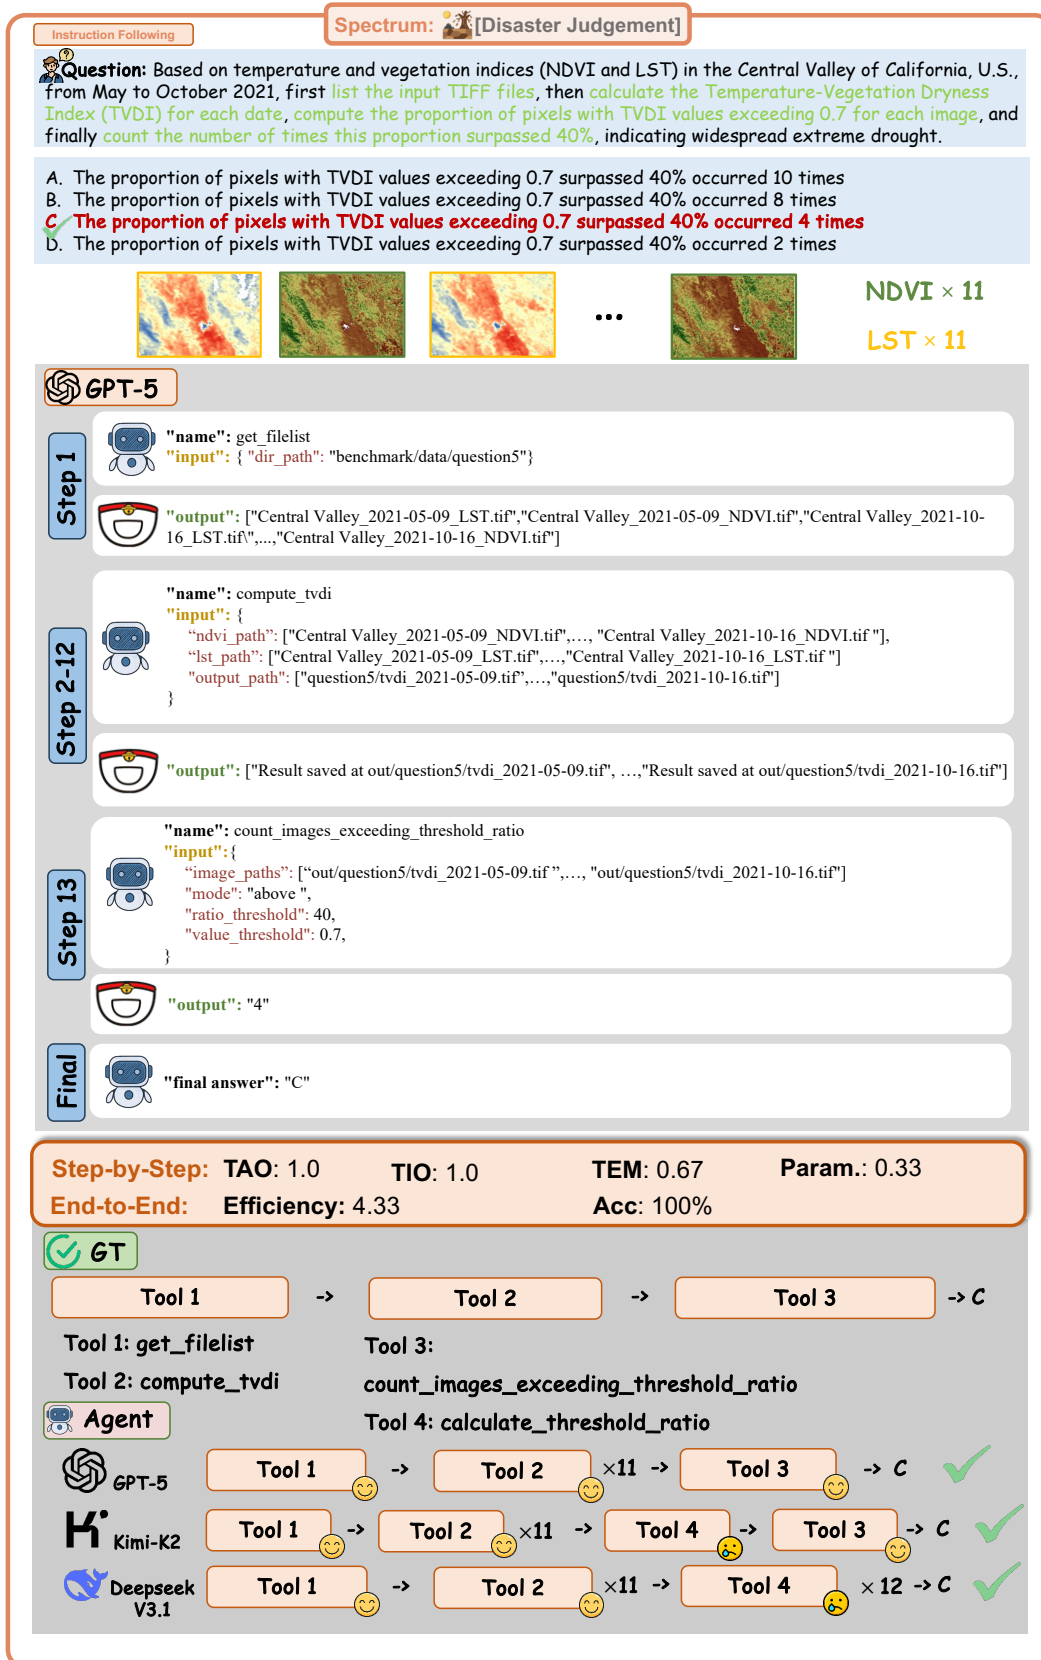 Spectrum: [Disaster Judgement]
Instruction Following
Question: Based on temperature and vegetation indices (NDVI and LST) in the Central Valley of California, U.S.,
from May to October 2021, first list the input TIFF files, then calculate the Temperature-Vegetation Dryness
Index (TVDI) for each date, compute the proportion of pixels with TVDI values exceeding 0.7 for each image, and
finally count the number of times this proportion surpassed 40%, indicating widespread extreme drought.
A. The proportion of pixels with TVDI values exceeding 0.7 surpassed 40% occurred 10 times
B. The proportion of pixels with TVDI values exceeding 0.7 surpassed 40% occurred 8 times
C. The proportion of pixels with TVDI values exceeding 0.7 surpassed 40% occurred 4 times
D. The proportion of pixels with TVDI values exceeding 0.7 surpassed 40% occurred 2 times
...
NDVI × 11
LST × 11
GPT-5
Step 1
"name": get_filelist
"input": { "dir_path": "benchmark/data/question5"}
"output": ["Central Valley_2021-05-09_LST.tif","Central Valley_2021-05-09_NDVI.tif","Central Valley_2021-10-
16_LST.tif\",...,"Central Valley_2021-10-16_NDVI.tif"]
Step 2-12
"name": compute_tvdi
"input": {
“ndvi_path”: ["Central Valley_2021-05-09_NDVI.tif",…, "Central Valley_2021-10-16_NDVI.tif "],
“lst_path”: ["Central Valley_2021-05-09_LST.tif",…,"Central Valley_2021-10-16_LST.tif "]
"output_path": ["question5/tvdi_2021-05-09.tif”,…,"question5/tvdi_2021-10-16.tif"]
}
"output": ["Result saved at out/question5/tvdi_2021-05-09.tif", …,"Result saved at out/question5/tvdi_2021-10-16.tif"]
Step 13
"name": count_images_exceeding_threshold_ratio
"input":{
“image_paths”: [“out/question5/tvdi_2021-05-09.tif ”,…, "out/question5/tvdi_2021-10-16.tif"]
"mode": "above ",
"ratio_threshold": 40,
"value_threshold": 0.7,
}
"output": "4"
Final
"final answer": "C"
Step-by-Step: TAO: 1.0 TIO: 1.0 TEM: 0.67 Param.: 0.33
End-to-End: Efficiency: 4.33 Acc: 100%
GT
Tool 1 -> Tool 2 -> Tool 3 -> C
Tool 1: get_filelist
Tool 2: compute_tvdi
Tool 3:
count_images_exceeding_threshold_ratio
Tool 4: calculate_threshold_ratio
Agent
GPT-5 Tool 1 -> Tool 2 ×11 -> Tool 3 -> C
Kimi-K2 Tool 1 -> Tool 2 ×11 -> Tool 4 -> Tool 3 -> C
Deepseek V3.1 Tool 1 -> Tool 2 ×11 -> Tool 4 × 12 -> C